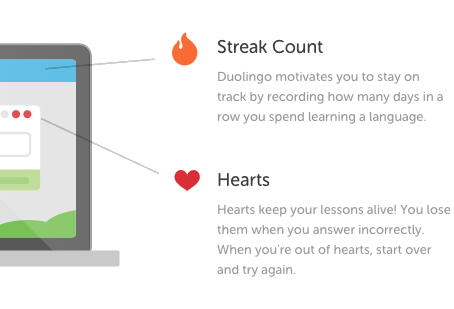 Streak Count
Duolingo motivates you to stay on
track by recording how many days in a
row you spend learning a language.
Hearts
Hearts keep your lessons alive! You lose
them when you answer incorrectly.
When you're out of hearts, start over
and try again.